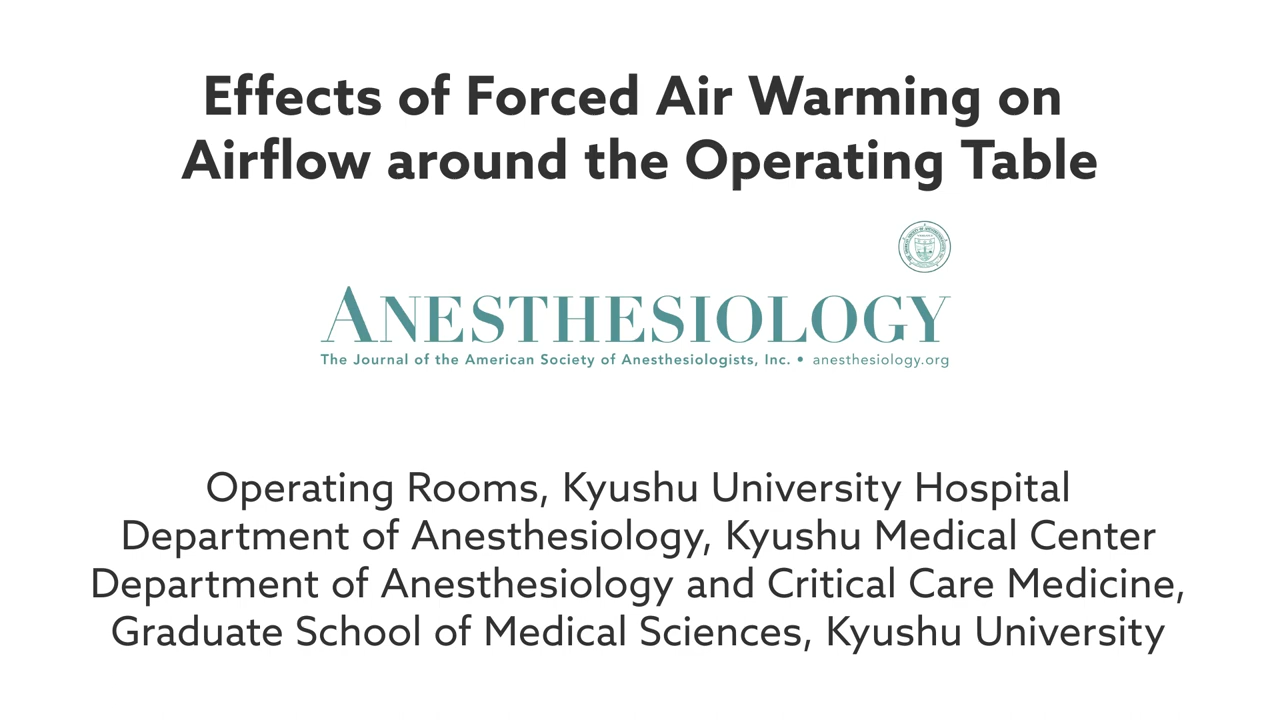 Effects of Forced Air Warming on
Airflow around the Operating Table
ANESTHESIOLOGY
The Journal of the American Society of Anesthesiologists, Inc. • anesthesiology.org
Operating Rooms, Kyushu University Hospital
Department of Anesthesiology, Kyushu Medical Center
Department of Anesthesiology and Critical Care Medicine,
Graduate School of Medical Sciences, Kyushu University